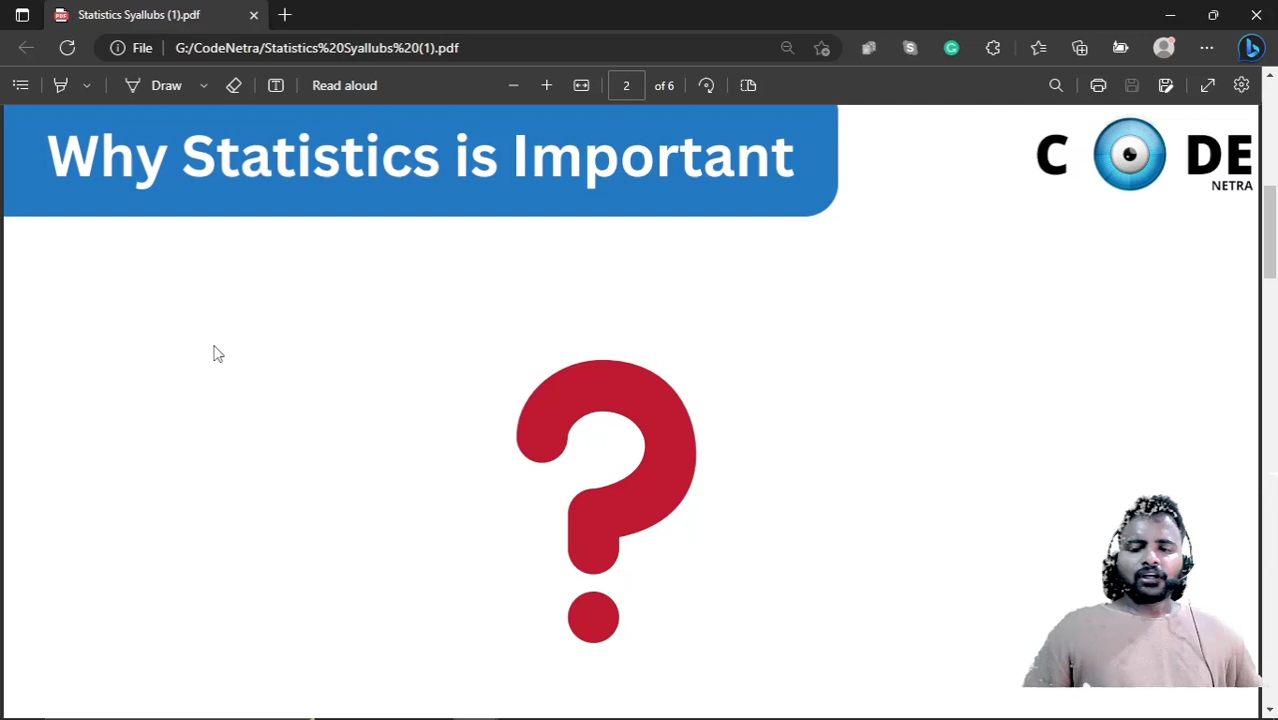 Statistics Syallubs (1).pdf
File
G:/CodeNetra/Statistics%20Syallubs%20(1).pdf
Draw
Read aloud
2
of 6
Why Statistics is Important
C DE
NETRA
?